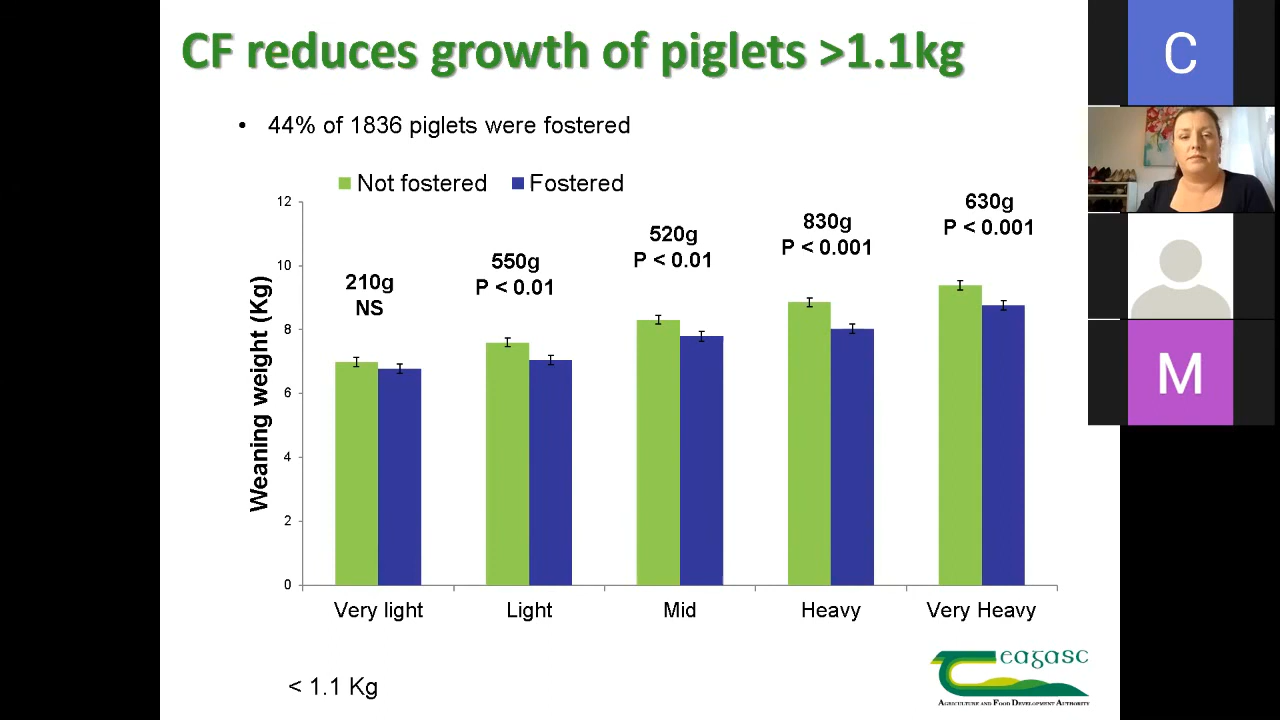 CF reduces growth of piglets >1.1kg
• 44% of 1836 piglets were fostered
Not fostered Fostered
Weaning weight (Kg)
12
10
8
6
4
2
0
210g
NS
550g
P < 0.01
520g
P < 0.01
830g
P < 0.001
630g
P < 0.001
Very light Light Mid Heavy Very Heavy
< 1.1 Kg
eagasc
AGRICULTURE AND FOOD DEVELOPMENT AUTHORITY
C
M